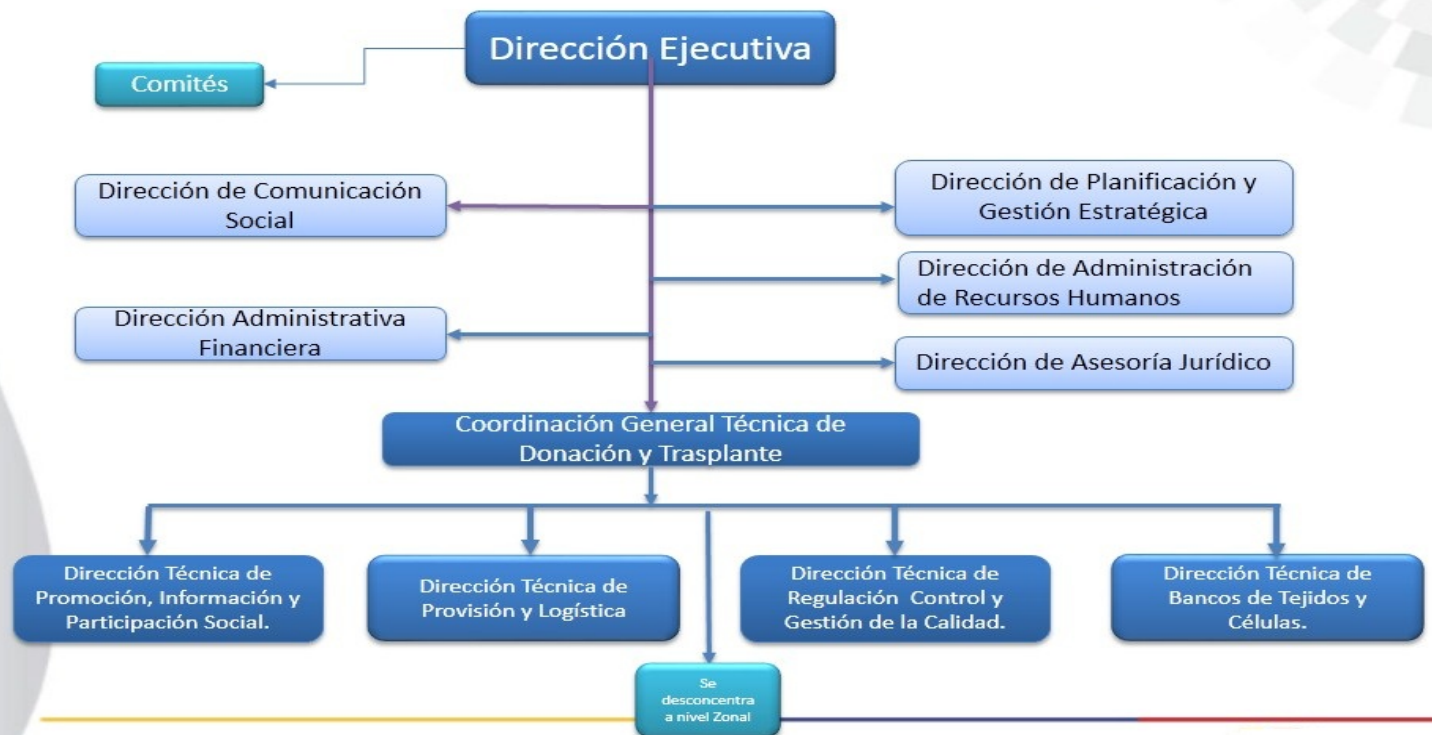 Dirección Ejecutiva
Comités
Dirección de Comunicación
Social
Dirección de Planificación y
Gestión Estratégica
Dirección de Administración
de Recursos Humanos
Dirección Administrativa
Financiera
Dirección de Asesoría Jurídico
Coordinación General Técnica de
Donación y Trasplante
Dirección Técnica de
Promoción, Información y
Participación Social.
Dirección Técnica de
Provisión y Logística
Dirección Técnica de
Regulación Control y
Gestión de la Calidad.
Dirección Técnica de
Bancos de Tejidos y
Células.
Se
desconcentra
a nivel Zonal